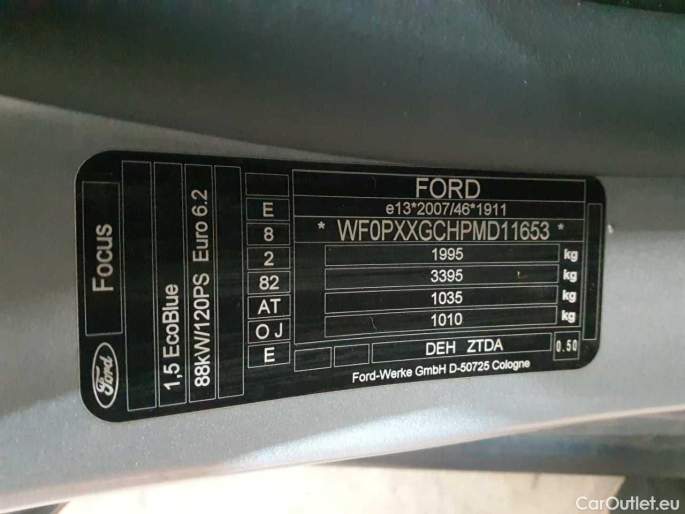 Ford
Focus
1,5 EcoBlue
88kW/120PS Euro 6.2
E
8
2
82
AT
O J
E
FORD
e13*2007/46*1911
* WF0PXXGCHPMD11653 *
1995 kg
3395 kg
1035 kg
1010 kg
DEH ZTDA
0.50
Ford-Werke GmbH D-50725 Cologne
CarOutlet.eu